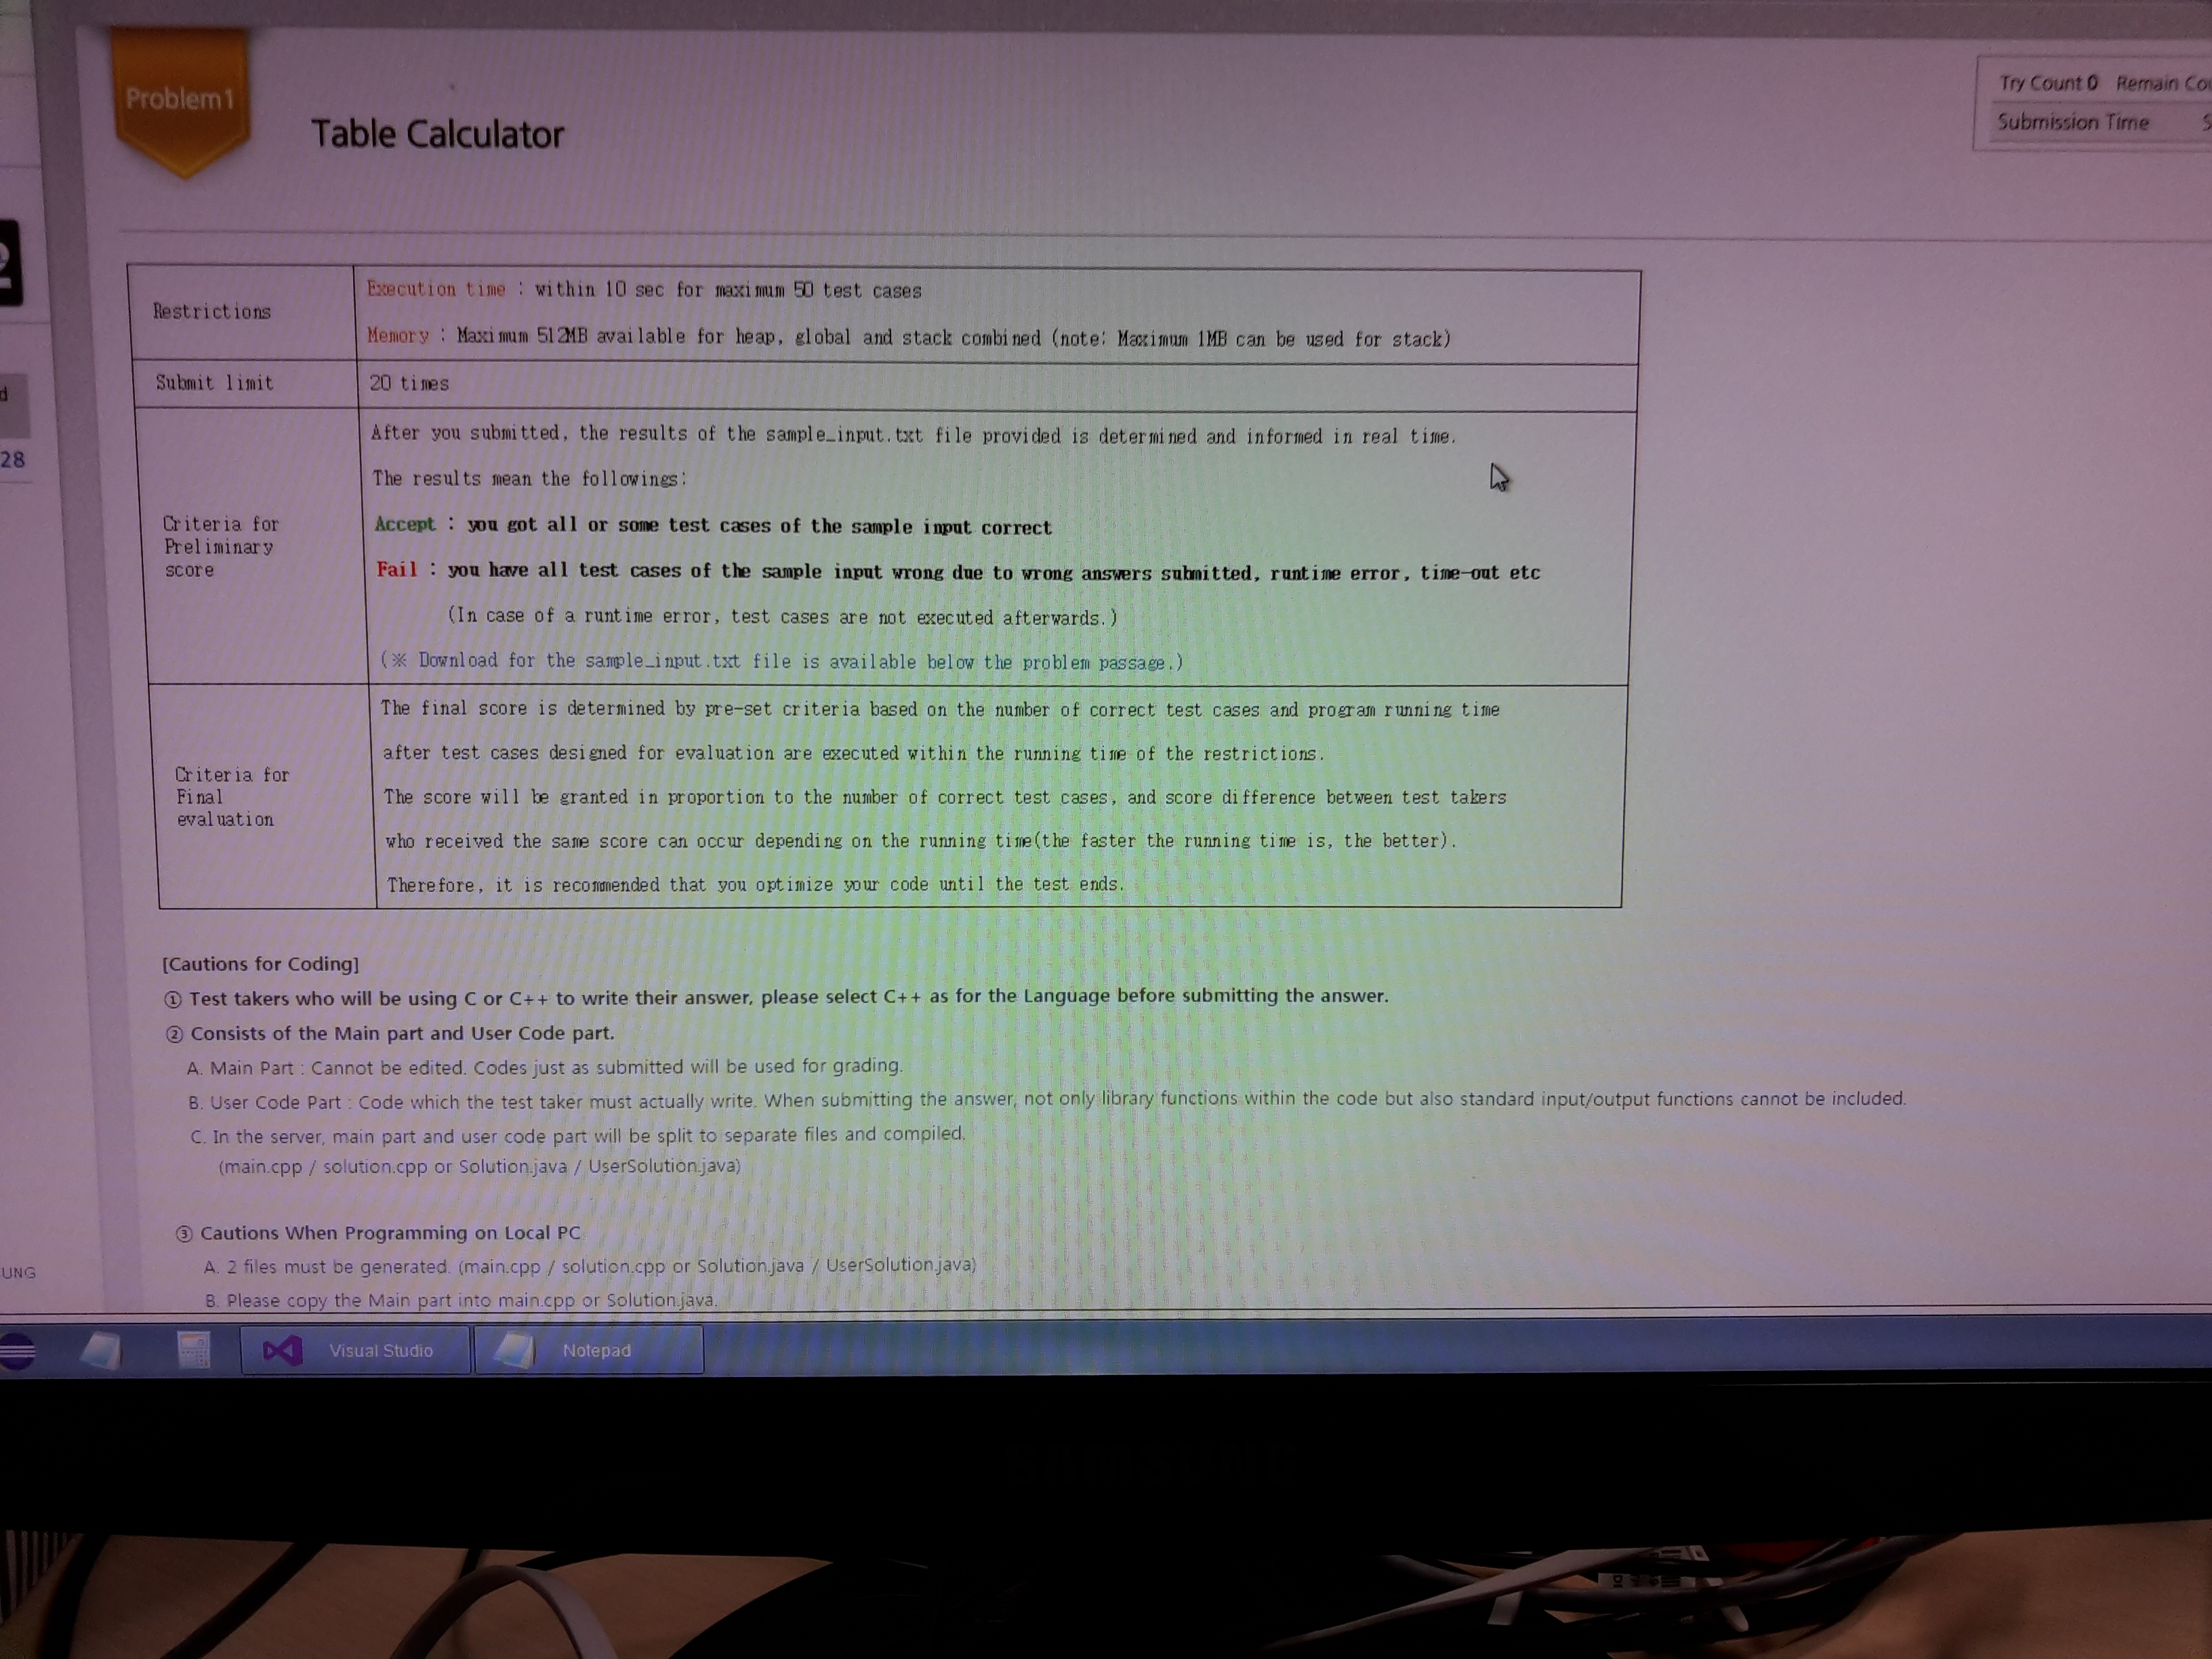 Problem1
Table Calculator
Try Count 0 Remain
Submission Time
Restrictions
Execution time : within 10 sec for maximum 50 test cases
Memory : Maximum 512MB available for heap, global and stack combined (note: Maximum 1MB can be used for stack)
Submit limit
20 times
Criteria for
Preliminary
score
After you submitted, the results of the sample_input.txt file provided is determined and informed in real time.
The results mean the followings:
Accept : you got all or some test cases of the sample input correct
Fail : you have all test cases of the sample input wrong due to wrong answers submitted, runtime error, time-out etc
(In case of a runtime error, test cases are not executed afterwards.)
(※ Download for the sample_input.txt file is available below the problem passage.)
Criteria for
Final
evaluation
The final score is determined by pre-set criteria based on the number of correct test cases and program running time
after test cases designed for evaluation are executed within the running time of the restrictions.
The score will be granted in proportion to the number of correct test cases, and score difference between test takers
who received the same score can occur depending on the running time(the faster the running time is, the better).
Therefore, it is recommended that you optimize your code until the test ends.
28
[Cautions for Coding]
① Test takers who will be using C or C++ to write their answer, please select C++ as for the Language before submitting the answer.
② Consists of the Main part and User Code part.
A. Main Part : Cannot be edited. Codes just as submitted will be used for grading.
B. User Code Part : Code which the test taker must actually write. When submitting the answer, not only library functions within the code but also standard input/output functions cannot be included.
C. In the server, main part and user code part will be split to separate files and compiled.
(main.cpp / solution.cpp or Solution.java / UserSolution.java)
③ Cautions When Programming on Local PC
A. 2 files must be generated. (main.cpp / solution.cpp or Solution.java / UserSolution.java)
UNG
B. Please copy the Main part into main.cpp or Solution.java.
Visual Studio
Notepad
SAMSUNG